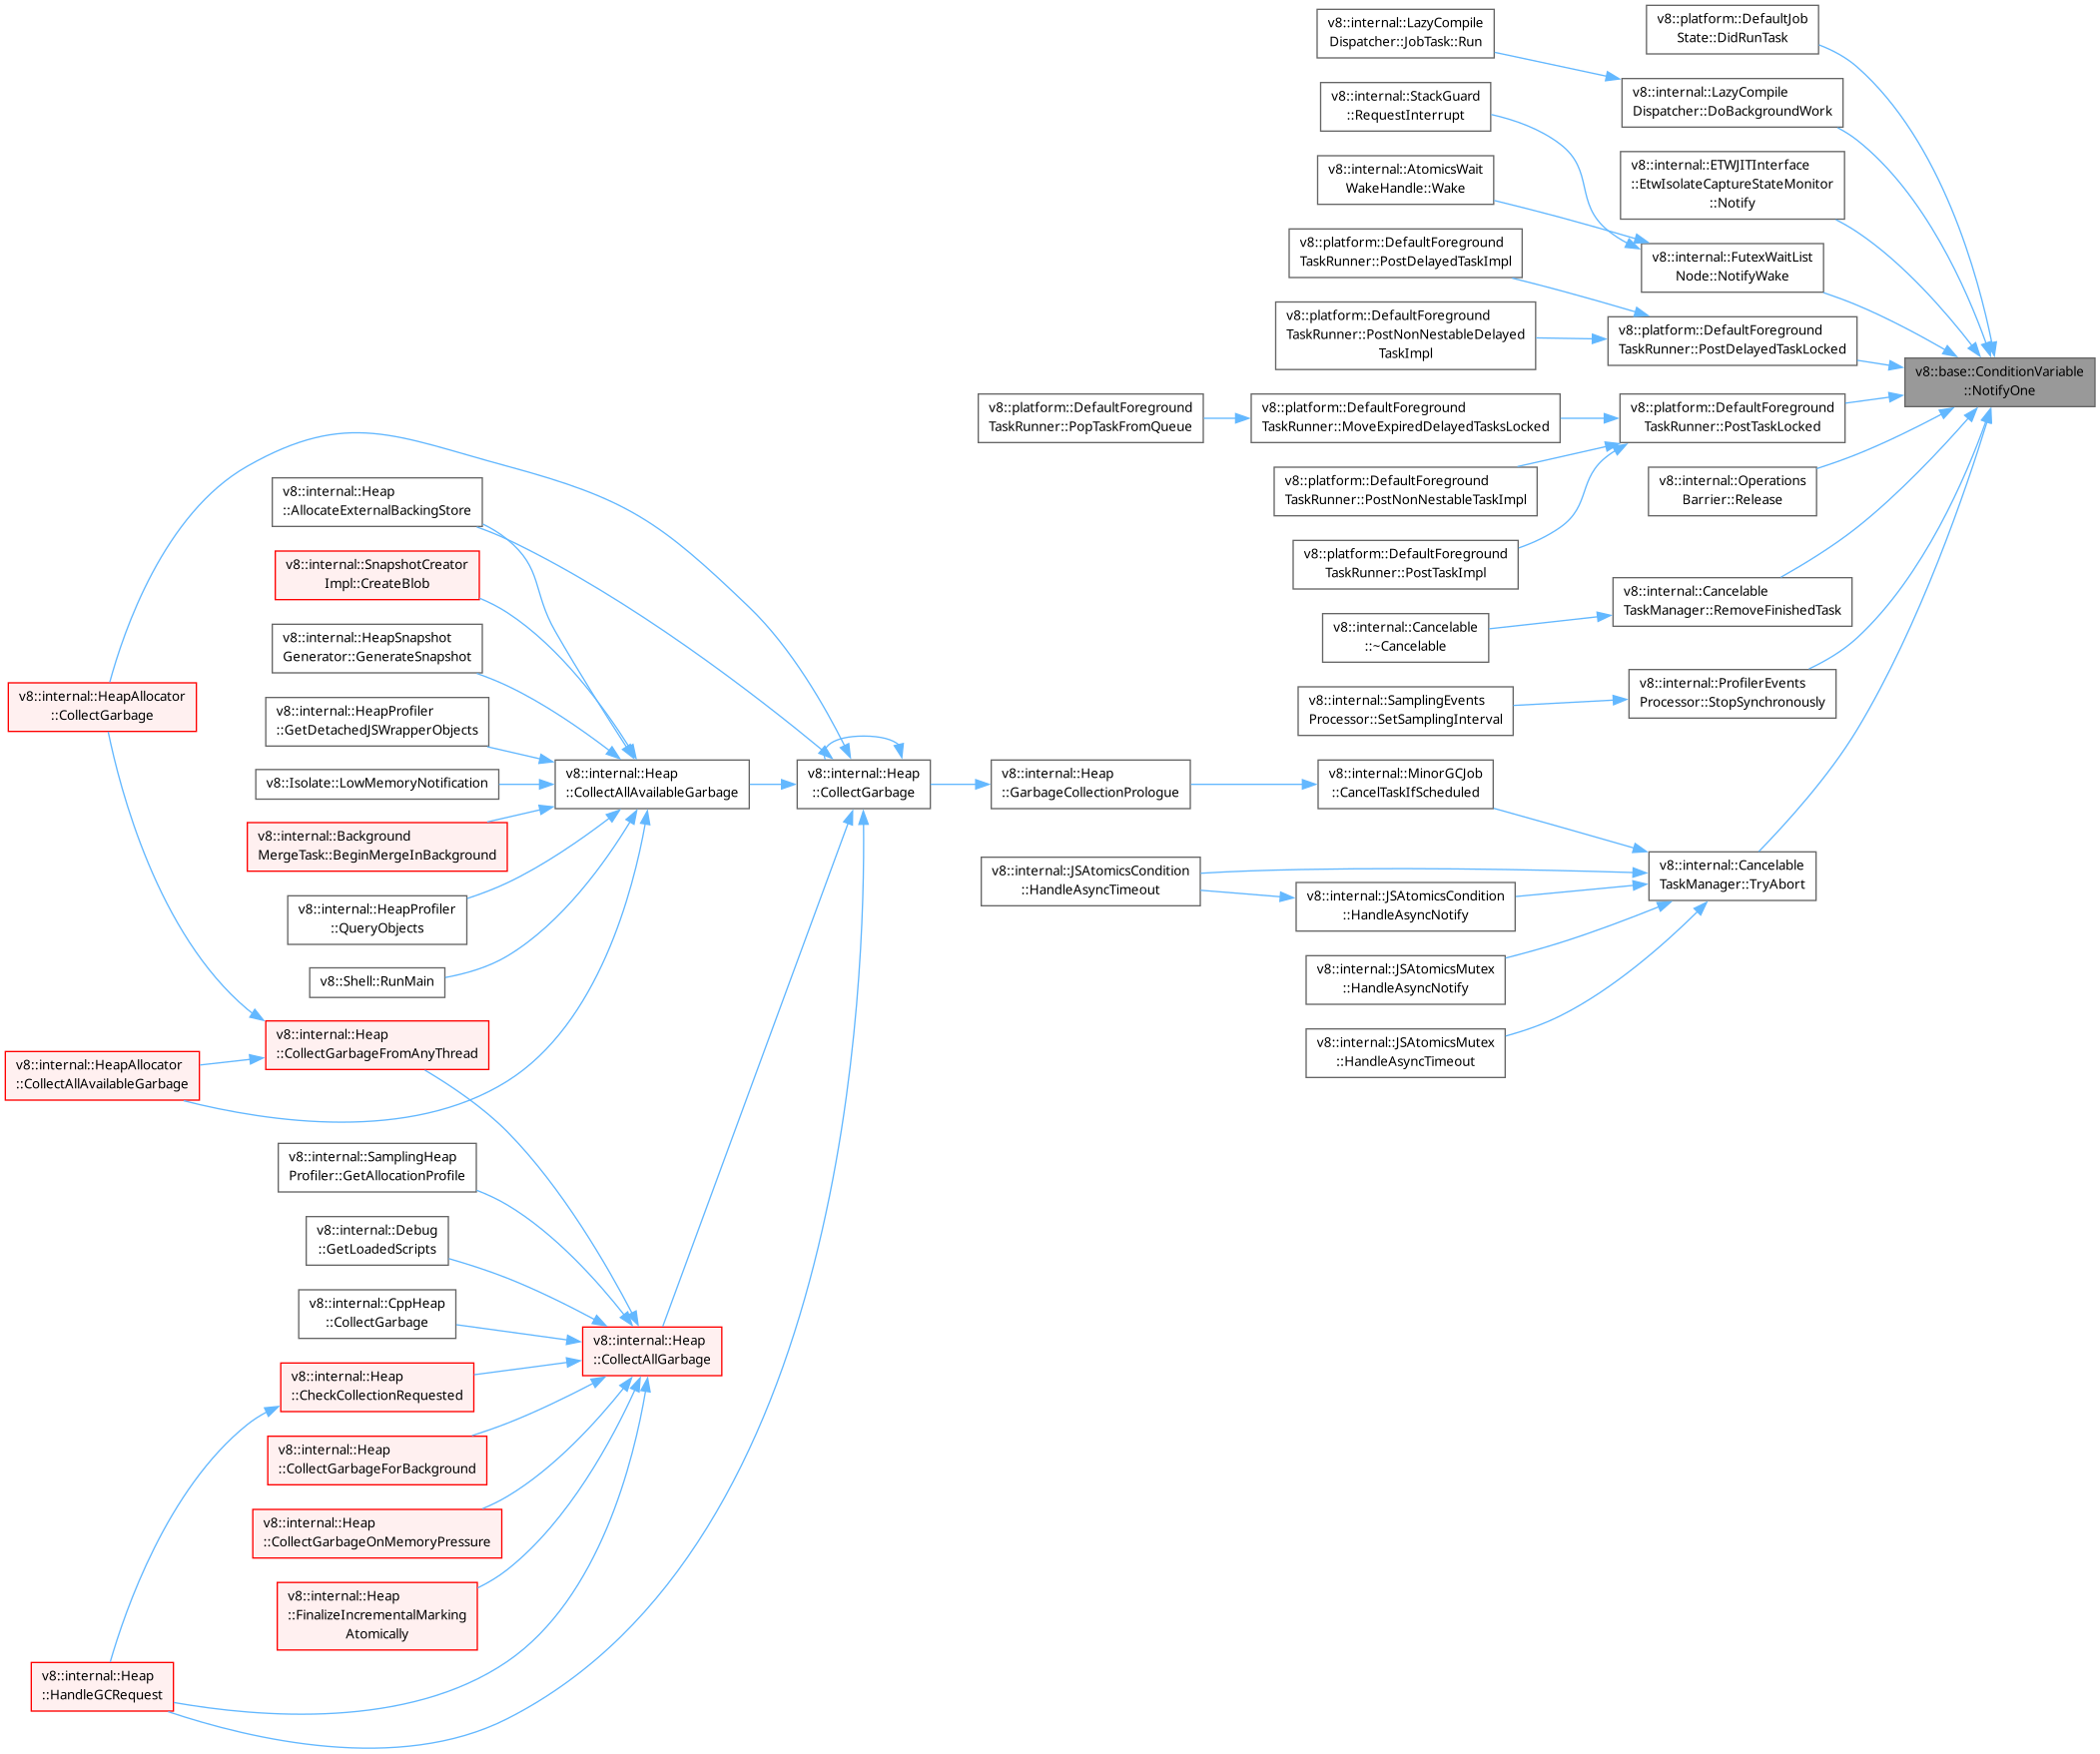 v8::internal::LazyCompile
Dispatcher::JobTask::Run
v8::platform::DefaultJob
State::DidRunTask
v8::internal::StackGuard
::RequestInterrupt
v8::internal::LazyCompile
Dispatcher::DoBackgroundWork
v8::internal::AtomicsWait
WakeHandle::Wake
v8::internal::ETWJITInterface
::EtwIsolateCaptureStateMonitor
::Notify
v8::platform::DefaultForeground
TaskRunner::PostDelayedTaskImpl
v8::internal::FutexWaitList
Node::NotifyWake
v8::platform::DefaultForeground
TaskRunner::PostNonNestableDelayed
TaskImpl
v8::platform::DefaultForeground
TaskRunner::PostDelayedTaskLocked
v8::base::ConditionVariable
::NotifyOne
v8::platform::DefaultForeground
TaskRunner::PopTaskFromQueue
v8::platform::DefaultForeground
TaskRunner::MoveExpiredDelayedTasksLocked
v8::platform::DefaultForeground
TaskRunner::PostTaskLocked
v8::platform::DefaultForeground
TaskRunner::PostNonNestableTaskImpl
v8::internal::Operations
Barrier::Release
v8::platform::DefaultForeground
TaskRunner::PostTaskImpl
v8::internal::Cancelable
TaskManager::RemoveFinishedTask
v8::internal::Cancelable
::~Cancelable
v8::internal::ProfilerEvents
Processor::StopSynchronously
v8::internal::SamplingEvents
Processor::SetSamplingInterval
v8::internal::Heap
::AllocateExternalBackingStore
v8::internal::SnapshotCreator
Impl::CreateBlob
v8::internal::HeapSnapshot
Generator::GenerateSnapshot
v8::internal::HeapAllocator
::CollectGarbage
v8::internal::HeapProfiler
::GetDetachedJSWrapperObjects
v8::Isolate::LowMemoryNotification
v8::internal::Heap
::CollectAllAvailableGarbage
v8::internal::Heap
::CollectGarbage
v8::internal::Heap
::GarbageCollectionPrologue
v8::internal::MinorGCJob
::CancelTaskIfScheduled
v8::internal::Background
MergeTask::BeginMergeInBackground
v8::internal::JSAtomicsCondition
::HandleAsyncTimeout
v8::internal::JSAtomicsCondition
::HandleAsyncNotify
v8::internal::Cancelable
TaskManager::TryAbort
v8::internal::HeapProfiler
::QueryObjects
v8::internal::JSAtomicsMutex
::HandleAsyncNotify
v8::Shell::RunMain
v8::internal::JSAtomicsMutex
::HandleAsyncTimeout
v8::internal::Heap
::CollectGarbageFromAnyThread
v8::internal::HeapAllocator
::CollectAllAvailableGarbage
v8::internal::SamplingHeap
Profiler::GetAllocationProfile
v8::internal::Debug
::GetLoadedScripts
v8::internal::CppHeap
::CollectGarbage
v8::internal::Heap
::CollectAllGarbage
v8::internal::Heap
::CheckCollectionRequested
v8::internal::Heap
::CollectGarbageForBackground
v8::internal::Heap
::CollectGarbageOnMemoryPressure
v8::internal::Heap
::FinalizeIncrementalMarking
Atomically
v8::internal::Heap
::HandleGCRequest